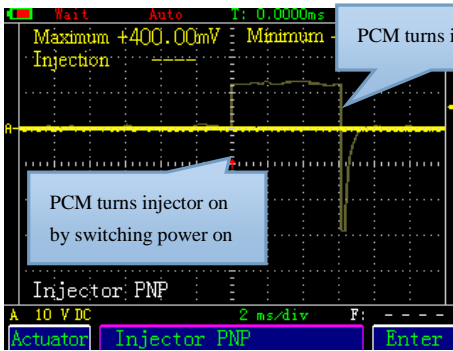 Wait Auto T: 0.0000ms
Maximum +400.00mV Minimum -
PCM turns i
Injection ----
A
PCM turns injector on
by switching power on
Injector PNP
A 10 V DC 2 ms/div F: ----
Actuator Injector PNP Enter